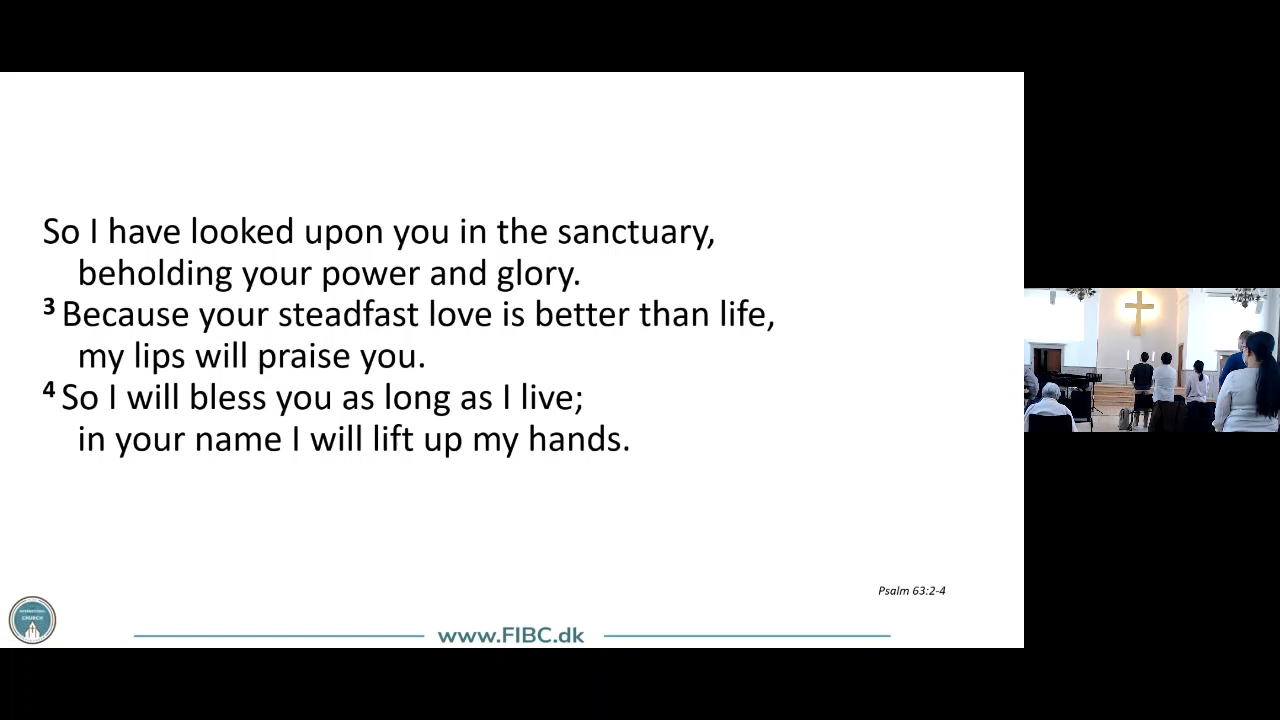 So I have looked upon you in the sanctuary,
beholding your power and glory.
3 Because your steadfast love is better than life,
my lips will praise you.
4 So I will bless you as long as I live;
in your name I will lift up my hands.
Psalm 63:2-4
INTERNATIONAL
CHURCH
www.FIBC.dk